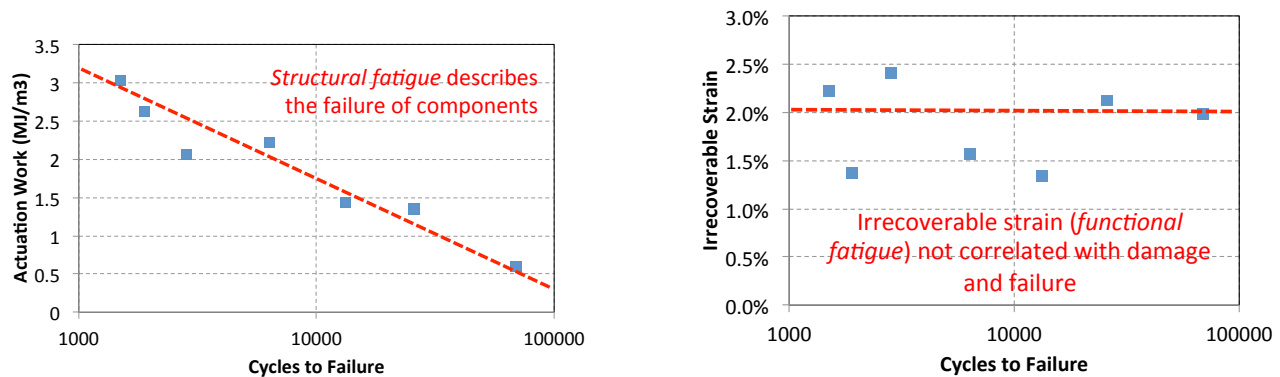 3.5
3
2.5
2
1.5
1
0.5
0
Actuation Work (MJ/m3)
Structural fatigue describes
the failure of components
1000 10000 100000
Cycles to Failure
3.0%
2.5%
2.0%
1.5%
1.0%
0.5%
0.0%
Irrecoverable Strain
Irrecoverable strain (functional
fatigue) not correlated with damage
and failure
1000 10000 100000
Cycles to Failure